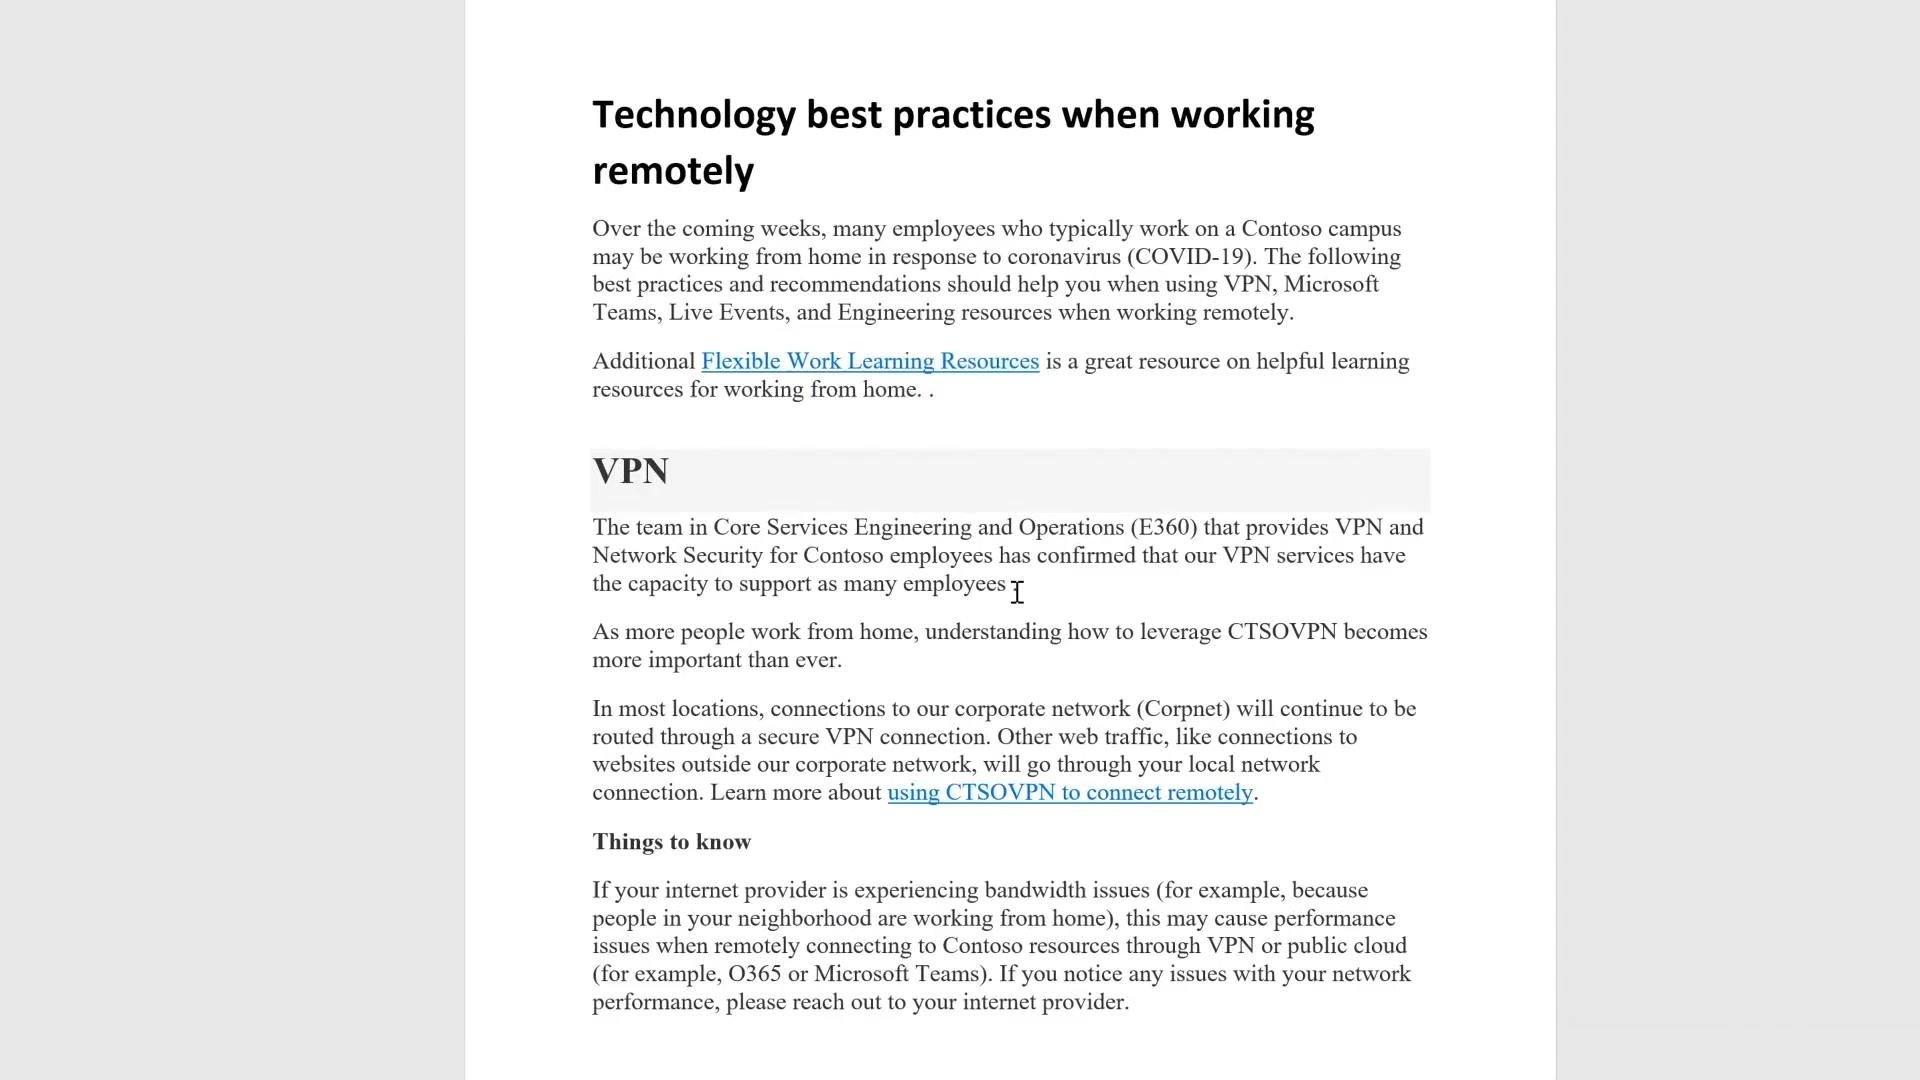 Technology best practices when working
remotely
Over the coming weeks, many employees who typically work on a Contoso campus
may be working from home in response to coronavirus (COVID-19). The following
best practices and recommendations should help you when using VPN, Microsoft
Teams, Live Events, and Engineering resources when working remotely.
Additional Flexible Work Learning Resources is a great resource on helpful learning
resources for working from home. .
VPN
The team in Core Services Engineering and Operations (E360) that provides VPN and
Network Security for Contoso employees has confirmed that our VPN services have
the capacity to support as many employees
As more people work from home, understanding how to leverage CTSOVPN becomes
more important than ever.
In most locations, connections to our corporate network (Corpnet) will continue to be
routed through a secure VPN connection. Other web traffic, like connections to
websites outside our corporate network, will go through your local network
connection. Learn more about using CTSOVPN to connect remotely.
Things to know
If your internet provider is experiencing bandwidth issues (for example, because
people in your neighborhood are working from home), this may cause performance
issues when remotely connecting to Contoso resources through VPN or public cloud
(for example, O365 or Microsoft Teams). If you notice any issues with your network
performance, please reach out to your internet provider.